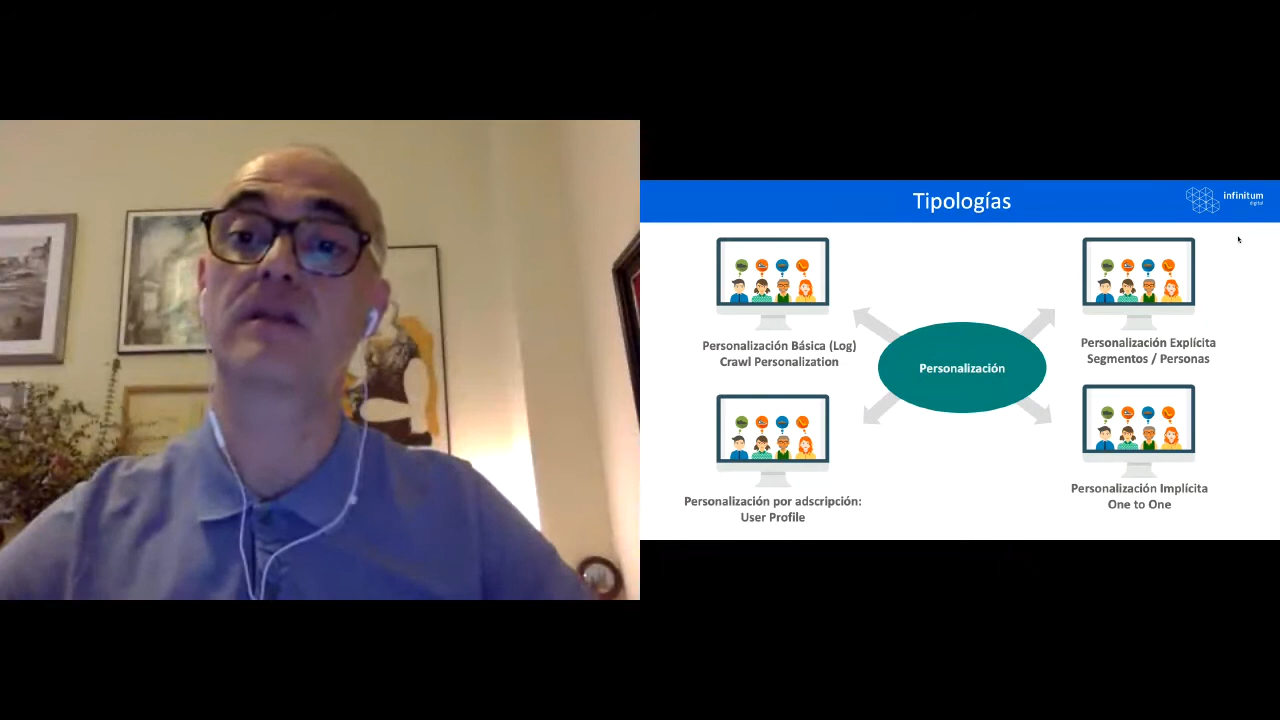 Tipologías
infinitum
digital
Personalización Básica (Log)
Crawl Personalization
Personalización Explícita
Segmentos / Personas
Personalización
Personalización por adscripción:
User Profile
Personalización Implícita
One to One